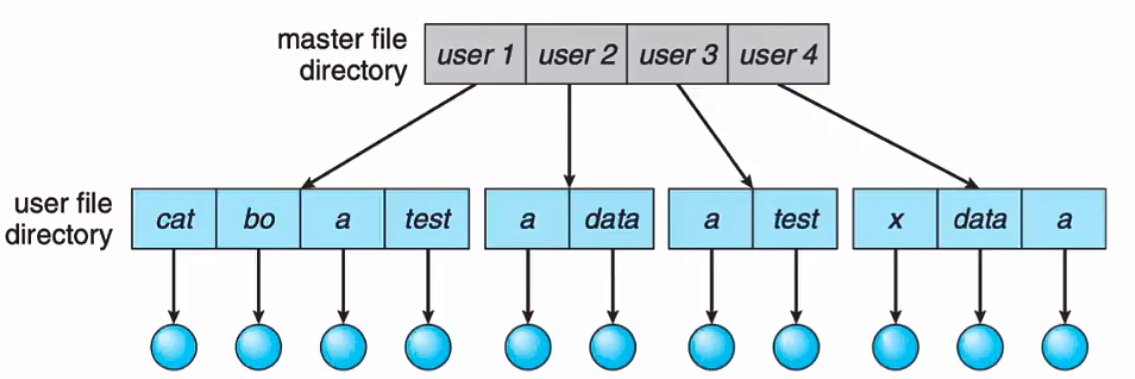 master file
directory
user 1 user 2 user 3 user 4
user file
directory
cat bo a test a data a test x data a